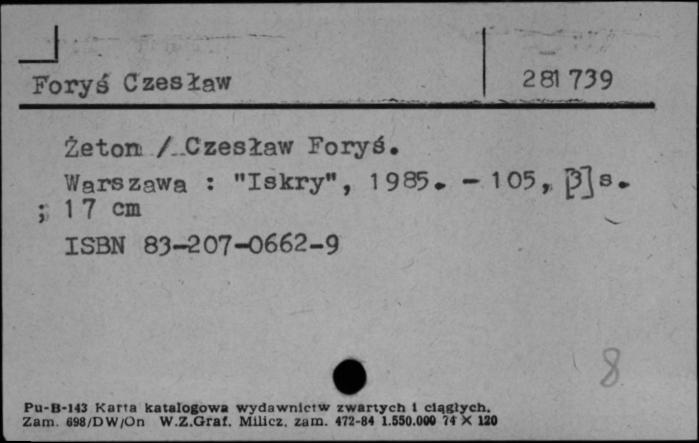 Foryś Czesław 281739
Żeton / Czesław Foryś.
Warszawa : "Iskry", 1985. - 105, [3] s.
; 17 cm
ISBN 83-207-0662-9
8
Pu-B-143 Karta katalogowa wydawnictw zwartych i ciągłych.
Zam. 698/DW/On W.Z.Graf. Milicz. zam. 472-84 1.550.000 74 X 120